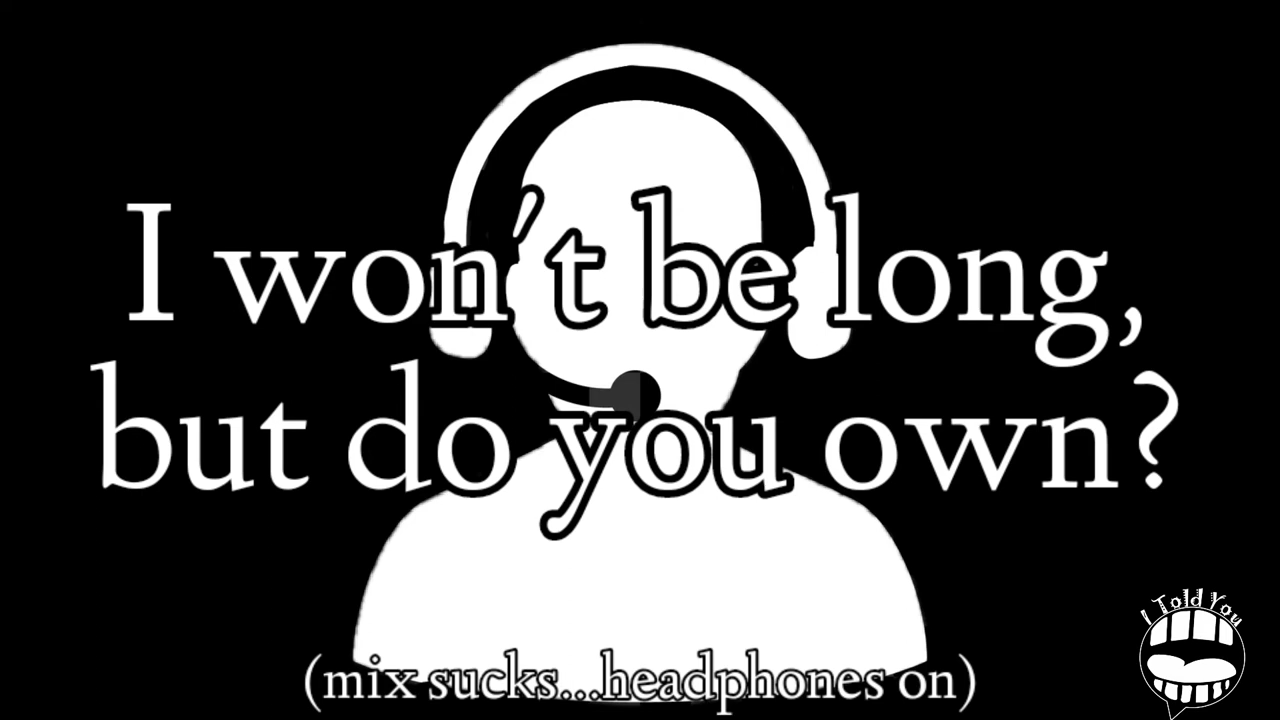 I won't be long,
but do you own?
(mix sucks...headphones on)
I Told You